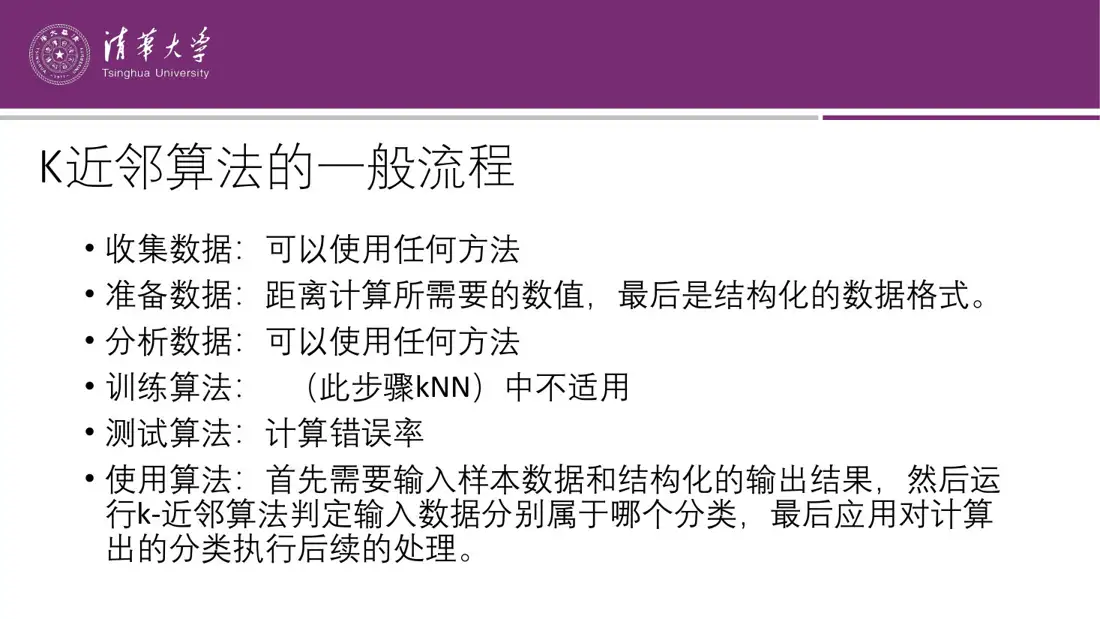 清华大学
Tsinghua University
K近邻算法的一般流程
• 收集数据：可以使用任何方法
• 准备数据：距离计算所需要的数值，最后是结构化的数据格式。
• 分析数据：可以使用任何方法
• 训练算法： （此步骤kNN）中不适用
• 测试算法：计算错误率
• 使用算法：首先需要输入样本数据和结构化的输出结果，然后运
行k-近邻算法判定输入数据分别属于哪个分类，最后应用对计算
出的分类执行后续的处理。